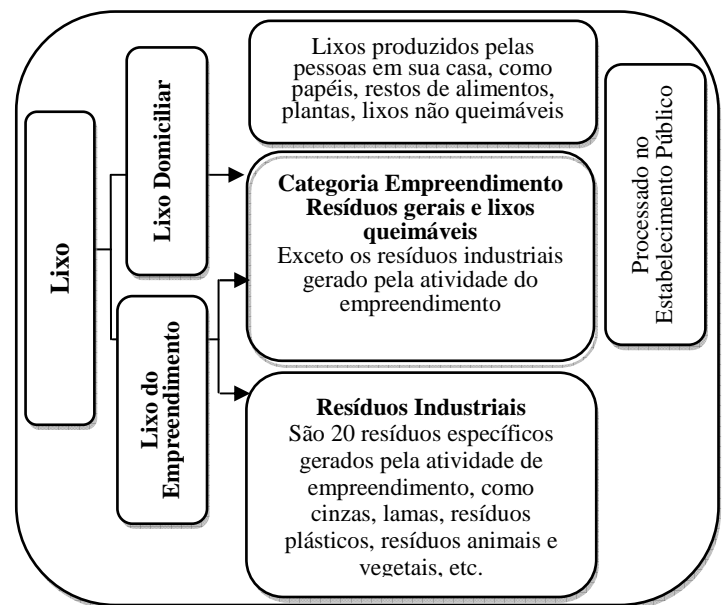 Lixo
Lixo Domiciliar
Lixo do
Empreendimento
Lixos produzidos pelas
pessoas em sua casa, como
papéis, restos de alimentos,
plantas, lixos não queimáveis
Categoria Empreendimento
Resíduos gerais e lixos
queimáveis
Exceto os resíduos industriais
gerado pela atividade do
empreendimento
Resíduos Industriais
São 20 resíduos específicos
gerados pela atividade de
empreendimento, como
cinzas, lamas, resíduos
plásticos, resíduos animais e
vegetais, etc.
Processado no
Estabelecimento Público